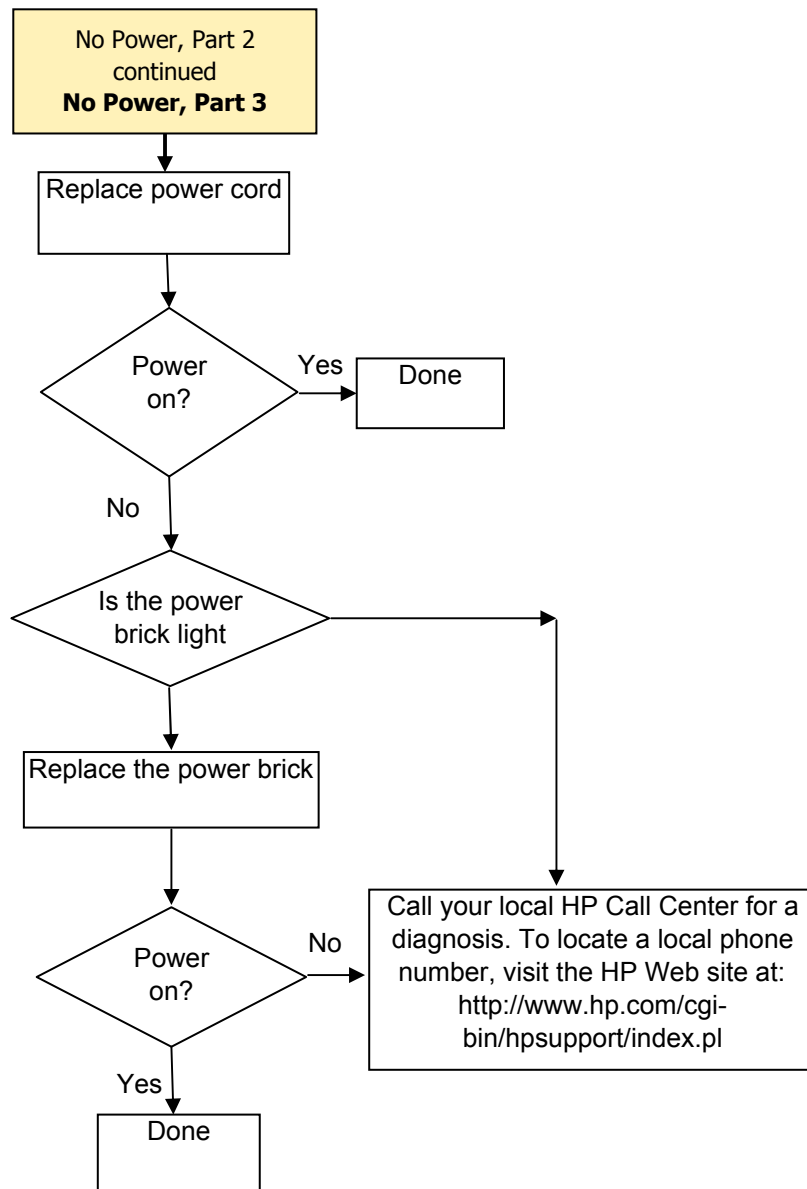 No Power, Part 2
continued
No Power, Part 3
Replace power cord
Power
on?
Yes
Done
No
Is the power
brick light
Replace the power brick
Power
on?
No
Call your local HP Call Center for a
diagnosis. To locate a local phone
number, visit the HP Web site at:
http://www.hp.com/cgi-
bin/hpsupport/index.pl
Yes
Done